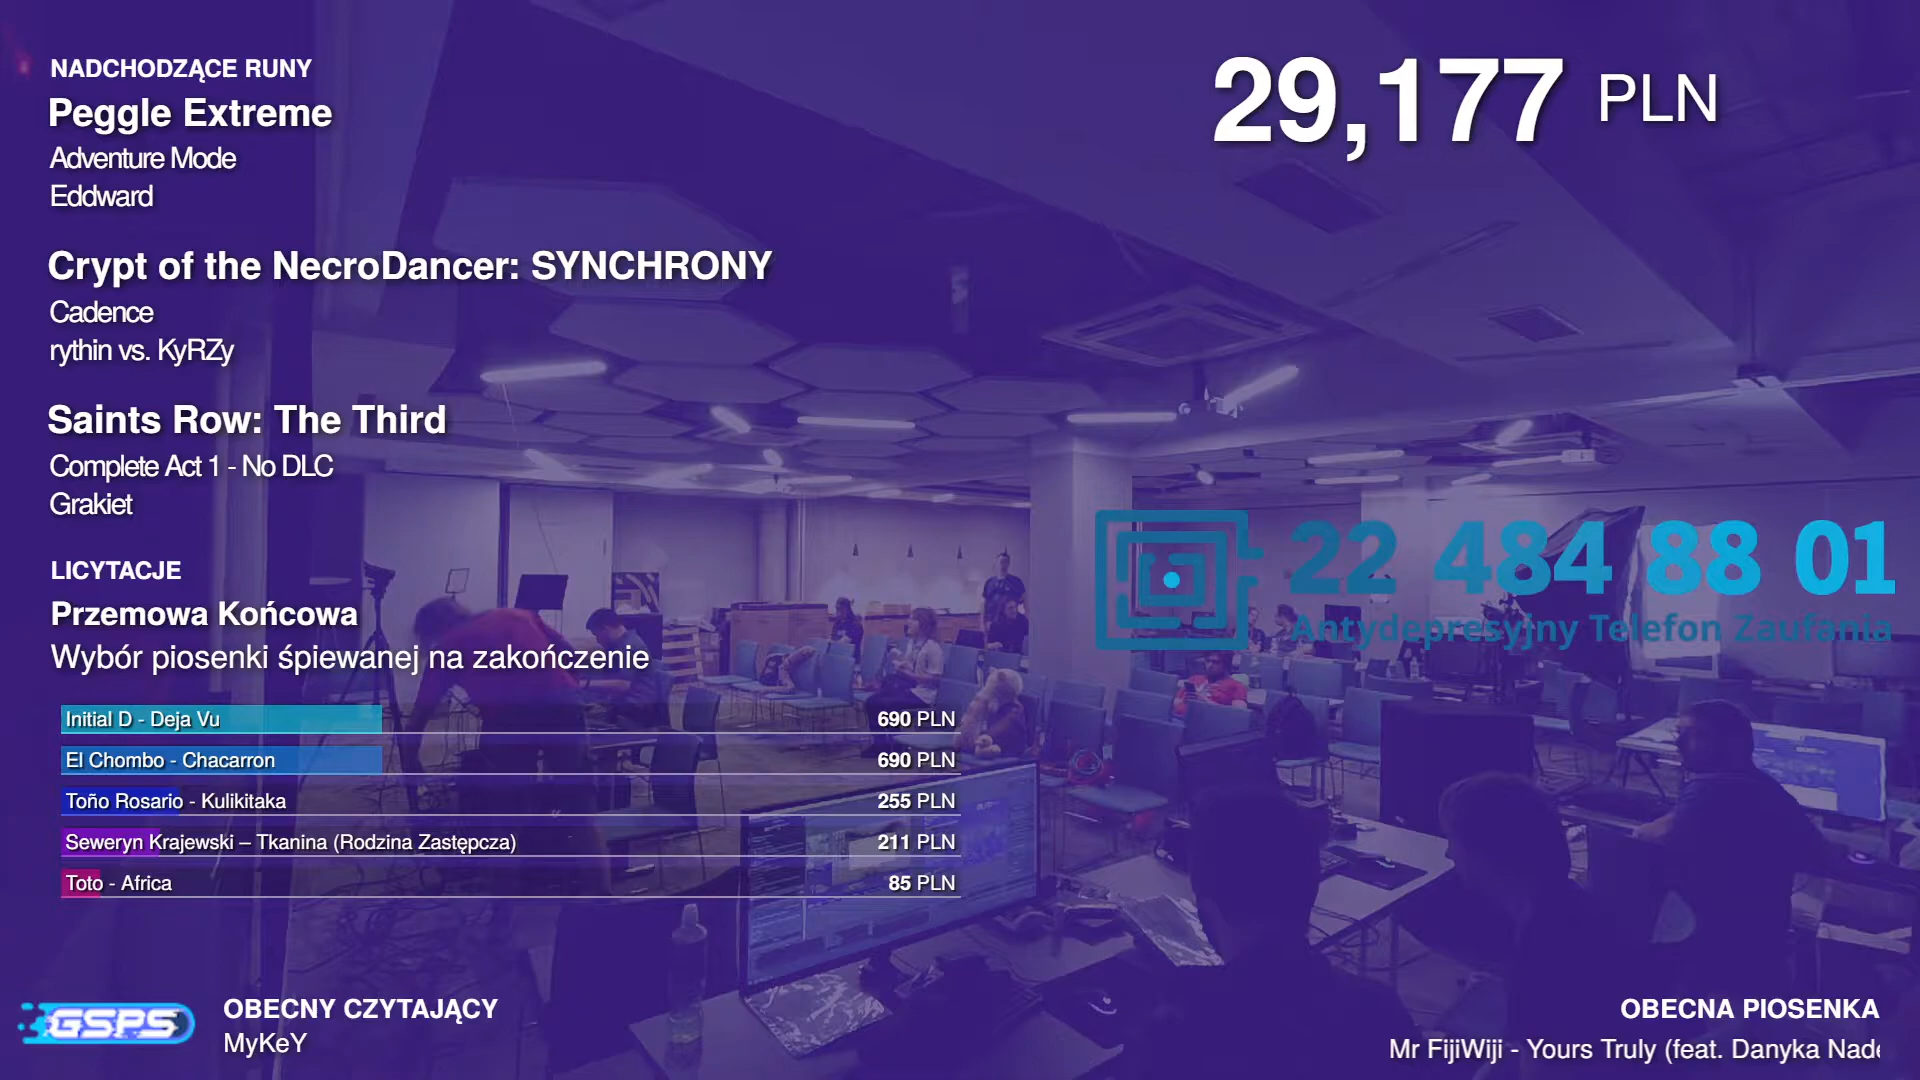 NADCHODZĄCE RUNY
Peggle Extreme
Adventure Mode
Eddward
Crypt of the NecroDancer: SYNCHRONY
Cadence
rythin vs. KyRZy
Saints Row: The Third
Complete Act 1 - No DLC
Grakiet
LICYTACJE
Przemowa Końcowa
Wybór piosenki śpiewanej na zakończenie
Initial D - Deja Vu 690 PLN
El Chombo - Chacarron 690 PLN
Toño Rosario - Kulikitaka 255 PLN
Seweryn Krajewski – Tkanina (Rodzina Zastępcza) 211 PLN
Toto - Africa 85 PLN
29,177 PLN
22 484 88 01
Antydepresyjny Telefon Zaufania
GSPS
OBECNY CZYTAJĄCY
MyKeY
OBECNA PIOSENKA
Mr FijiWiji - Yours Truly (feat. Danyka Nade